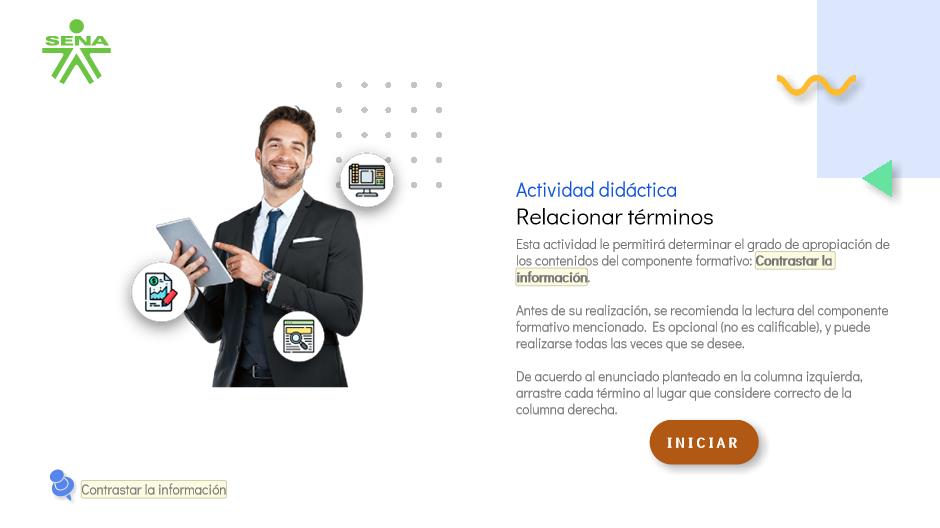 SENA
Actividad didáctica
Relacionar términos
Esta actividad le permitirá determinar el grado de apropiación de
los contenidos del componente formativo: Contrastar la
información.
Antes de su realización, se recomienda la lectura del componente
formativo mencionado. Es opcional (no es calificable), y puede
realizarse todas las veces que se desee.
De acuerdo al enunciado planteado en la columna izquierda,
arrastre cada término al lugar que considere correcto de la
columna derecha.
INICIAR
Contrastar la información